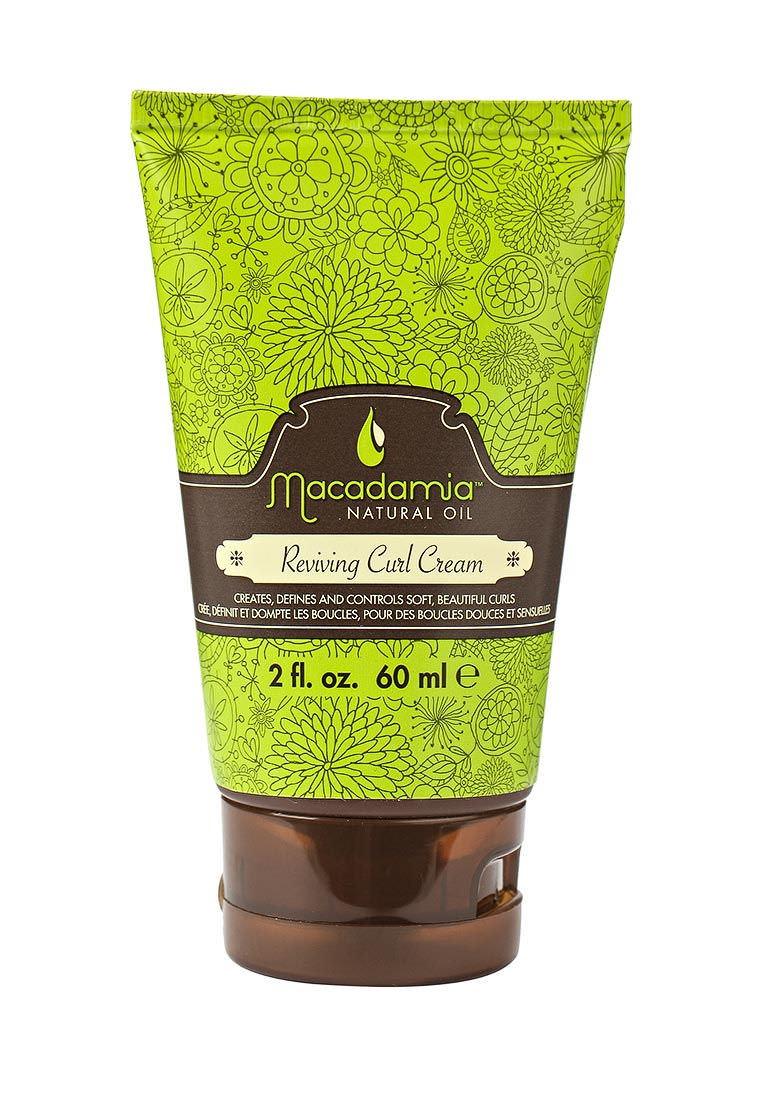 Macadamia™
NATURAL OIL
Reviving Curl Cream
CREATES, DEFINES AND CONTROLS SOFT, BEAUTIFUL CURLS
CRÉE, DÉFINIT ET DOMPTE LES BOUCLES, POUR DES BOUCLES DOUCES ET SENSUELLES
2 fl. oz. 60 ml ℮